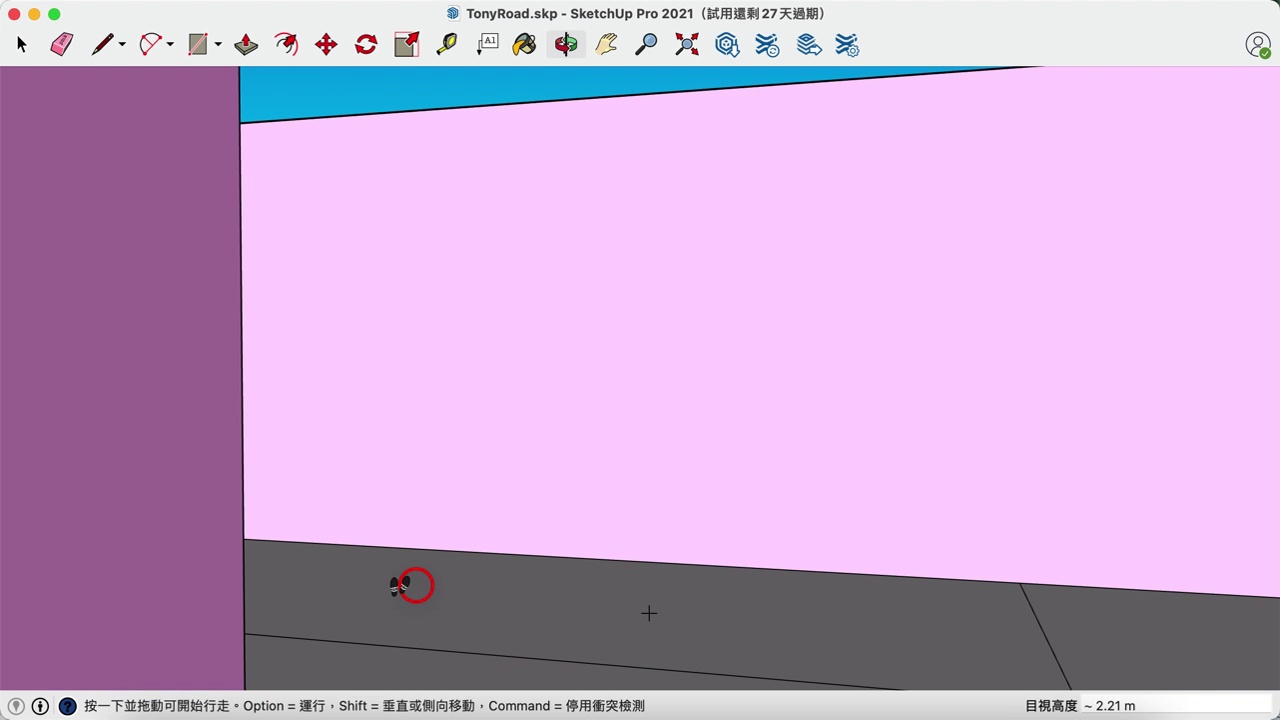 TonyRoad.skp - SketchUp Pro 2021（試用還剩 27 天過期）
A1
按一下並拖動可開始行走。Option = 運行，Shift = 垂直或側向移動，Command = 停用衝突檢測
目視高度 ~ 2.21 m